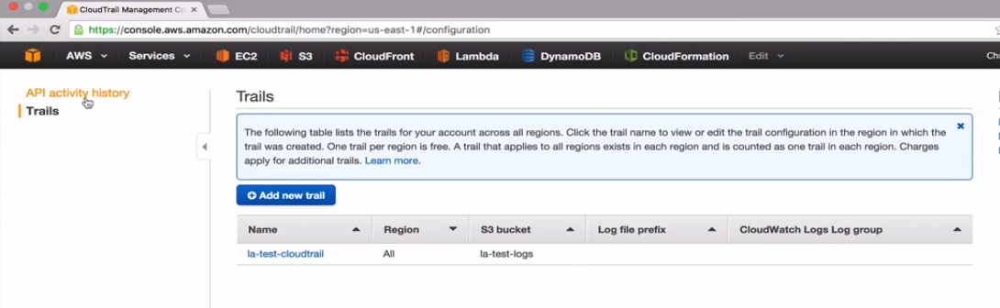 CloudTrail Management Co
https://console.aws.amazon.com/cloudtrail/home?region=us-east-1#/configuration
AWS Services EC2 S3 CloudFront Lambda DynamoDB CloudFormation Edit
API activity history
Trails
Trails
The following table lists the trails for your account across all regions. Click the trail name to view or edit the trail configuration in the region in which the
trail was created. One trail per region is free. A trail that applies to all regions exists in each region and is counted as one trail in each region. Charges
apply for additional trails. Learn more.
Add new trail
Name Region S3 bucket Log file prefix CloudWatch Logs Log group
la-test-cloudtrail All la-test-logs